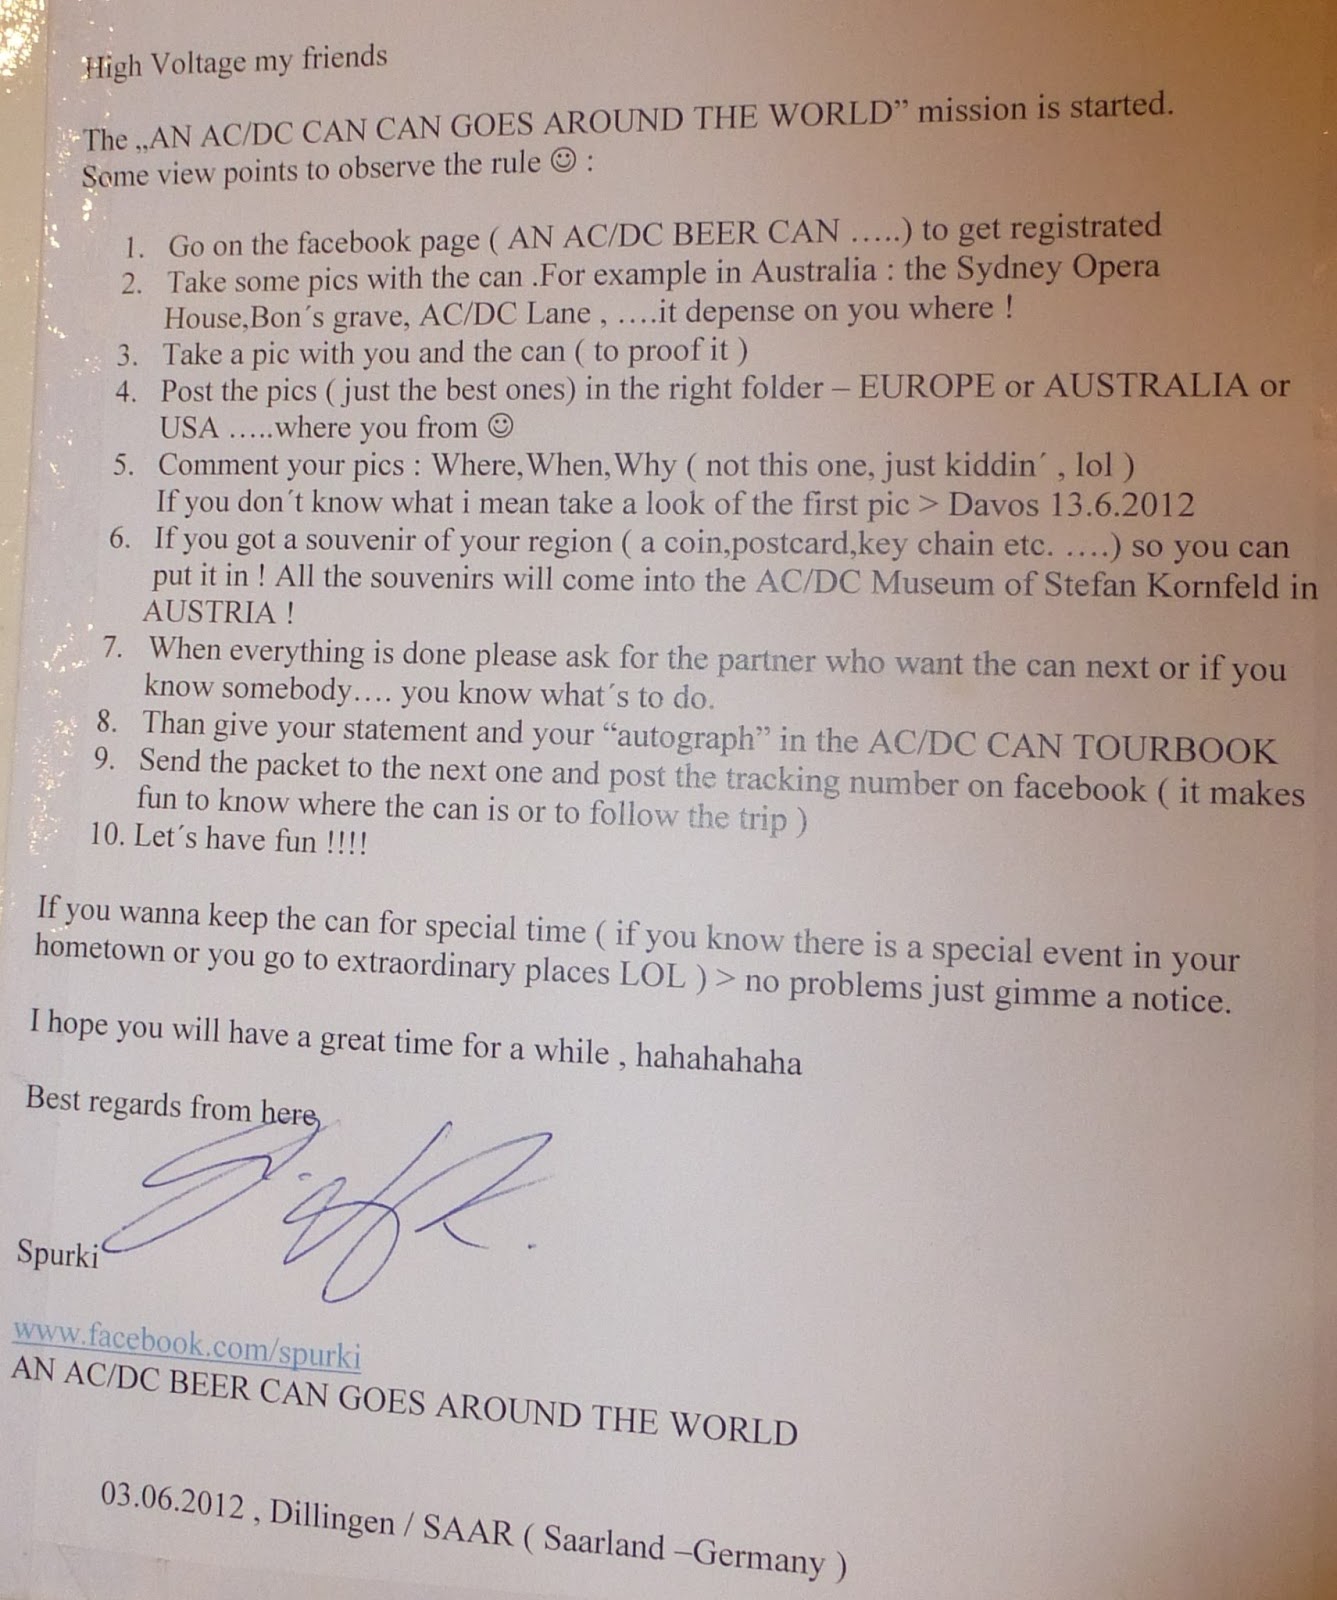 High Voltage my friends
The „AN AC/DC CAN CAN GOES AROUND THE WORLD” mission is started.
Some view points to observe the rule ☺ :
1. Go on the facebook page ( AN AC/DC BEER CAN …..) to get registrated
2. Take some pics with the can .For example in Australia : the Sydney Opera
House,Bon´s grave, AC/DC Lane , ….it depense on you where !
3. Take a pic with you and the can ( to proof it )
4. Post the pics ( just the best ones) in the right folder – EUROPE or AUSTRALIA or
USA …..where you from ☺
5. Comment your pics : Where,When,Why ( not this one, just kiddin´ , lol )
If you don´t know what i mean take a look of the first pic > Davos 13.6.2012
6. If you got a souvenir of your region ( a coin,postcard,key chain etc. ….) so you can
put it in ! All the souvenirs will come into the AC/DC Museum of Stefan Kornfeld in
AUSTRIA !
7. When everything is done please ask for the partner who want the can next or if you
know somebody…. you know what´s to do.
8. Than give your statement and your “autograph” in the AC/DC CAN TOURBOOK
9. Send the packet to the next one and post the tracking number on facebook ( it makes
fun to know where the can is or to follow the trip )
10. Let´s have fun !!!!
If you wanna keep the can for special time ( if you know there is a special event in your
hometown or you go to extraordinary places LOL ) > no problems just gimme a notice.
I hope you will have a great time for a while , hahahahaha
Best regards from here
Spurki
www.facebook.com/spurki
AN AC/DC BEER CAN GOES AROUND THE WORLD
03.06.2012 , Dillingen / SAAR ( Saarland –Germany )